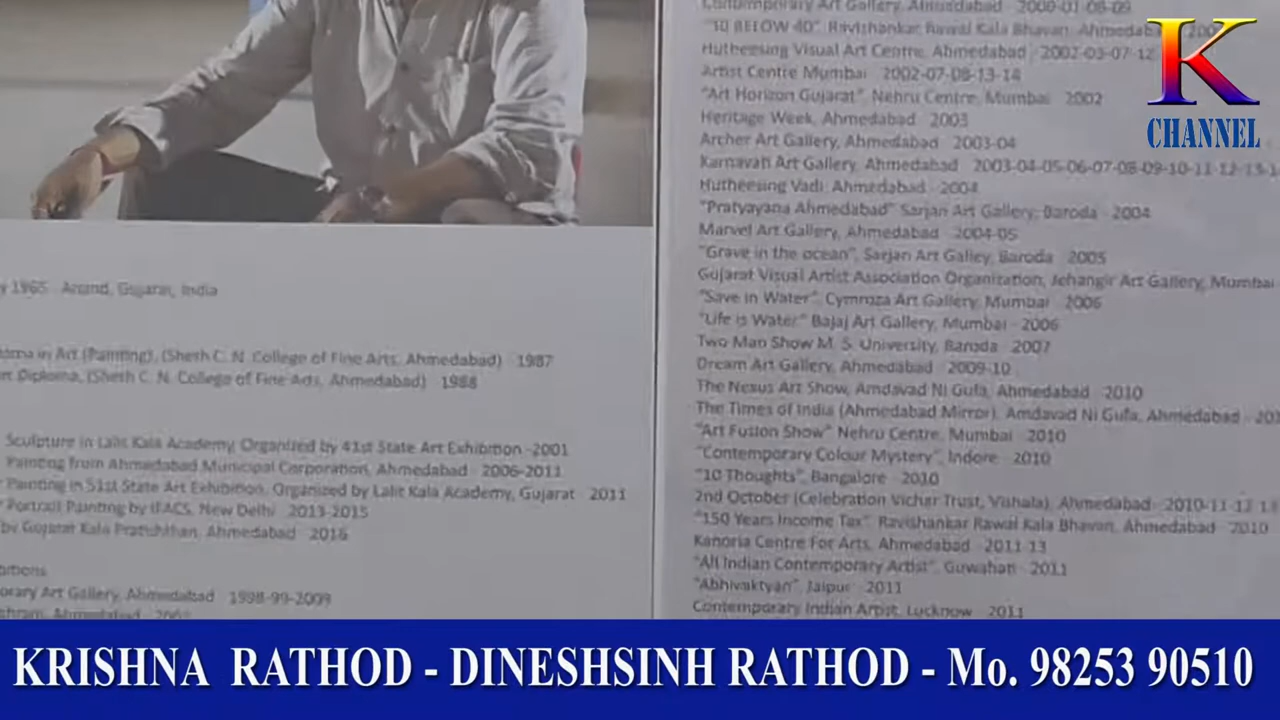 y 1965 Anand, Gujarat, India
ploma in Art (Painting), (Sheth C. N. College of Fine Arts, Ahmedabad) 1987
rt Diploma, (Sheth C. N. College of Fine Arts, Ahmedabad) 1988
Sculpture in Lalit Kala Academy, Organized by 41st State Art Exhibition -2001
Painting from Ahmedabad Municipal Corporation, Ahmedabad 2006-2011
Painting in 51st State Art Exhibition, Organized by Lalit Kala Academy, Gujarat 2011
Portrait Painting by IFACS, New Delhi 2013-2015
by Gujarat Kala Pratishthan, Ahmedabad 2016
bitions
orary Art Gallery, Ahmedabad 1998-99-2009
Ahmedabad
Contemporary Art Gallery, Ahmedabad 2000-01-08-09
"10 BELOW 40", Ravishankar Rawal Kala Bhavan, Ahmedab
Hutheesing Visual Art Centre, Ahmedabad - 2002-03-07-12
Artist Centre Mumbai 2002-07-08-13-14
"Art Horizon Gujarat", Nehru Centre, Mumbai 2002
Heritage Week, Ahmedabad 2003
Archer Art Gallery, Ahmedabad 2003-04
Karnavati Art Gallery, Ahmedabad 2003-04-05-06-07-08-09-10-11-12-13-1
Hutheesing Vadi, Ahmedabad - 2004
"Pratyayana Ahmedabad" Sarjan Art Gallery, Baroda - 2004
Marvel Art Gallery, Ahmedabad 2004-05
"Grave in the ocean", Sarjan Art Galley, Baroda 2005
Gujarat Visual Artist Association Organization, Jehangir Art Gallery, Mumbai
"Save in Water", Cymroza Art Gallery, Mumbai 2006
"Life is Water" Bajaj Art Gallery, Mumbai - 2006
Two Man Show M. S. University, Baroda - 2007
Dream Art Gallery, Ahmedabad 2009-10
The Nexus Art Show, Amdavad Ni Gufa, Ahmedabad 2010
The Times of India (Ahmedabad Mirror), Amdavad Ni Gufa, Ahmedabad - 201
"Art Fusion Show" Nehru Centre, Mumbai 2010
"Contemporary Colour Mystery", Indore 2010
"10 Thoughts", Bangalore 2010
2nd October (Celebration Vichar Trust, Vishala), Ahmedabad - 2010-11-12-13
"150 Years Income Tax", Ravishankar Rawal Kala Bhavan, Ahmedabad 2010
Kanoria Centre For Arts, Ahmedabad 2011-13
"All Indian Contemporary Artist", Guwahati 2011
"Abhivaktyan", Jaipur 2011
Contemporary Indian Artist, Lucknow 2011
K
CHANNEL
KRISHNA RATHOD - DINESHSINH RATHOD - Mo. 98253 90510